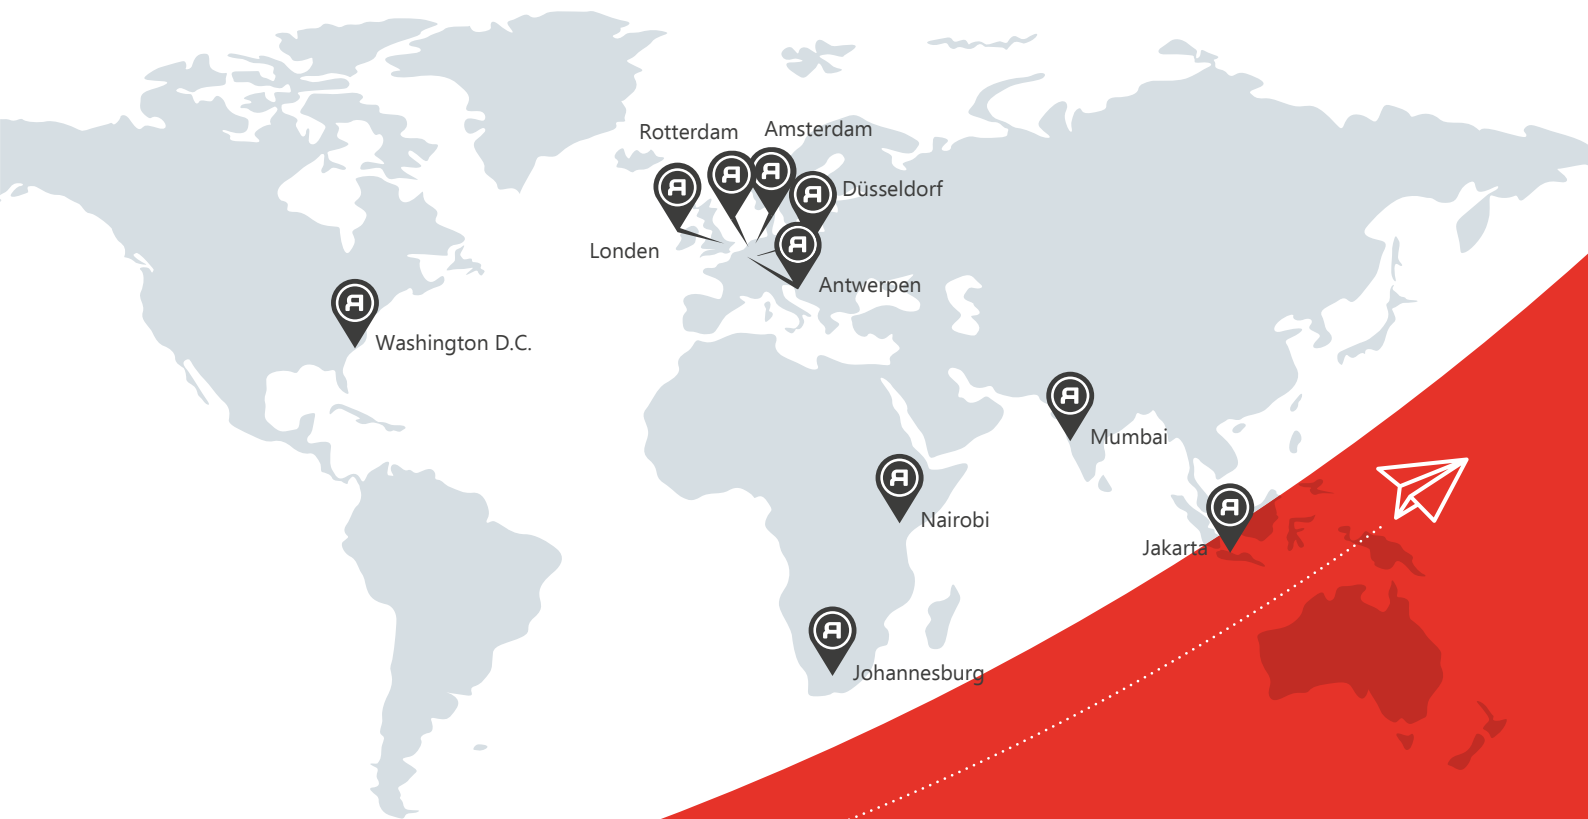 Rotterdam
Amsterdam
Düsseldorf
Londen
Antwerpen
Washington D.C.
Mumbai
Nairobi
Jakarta
Johannesburg